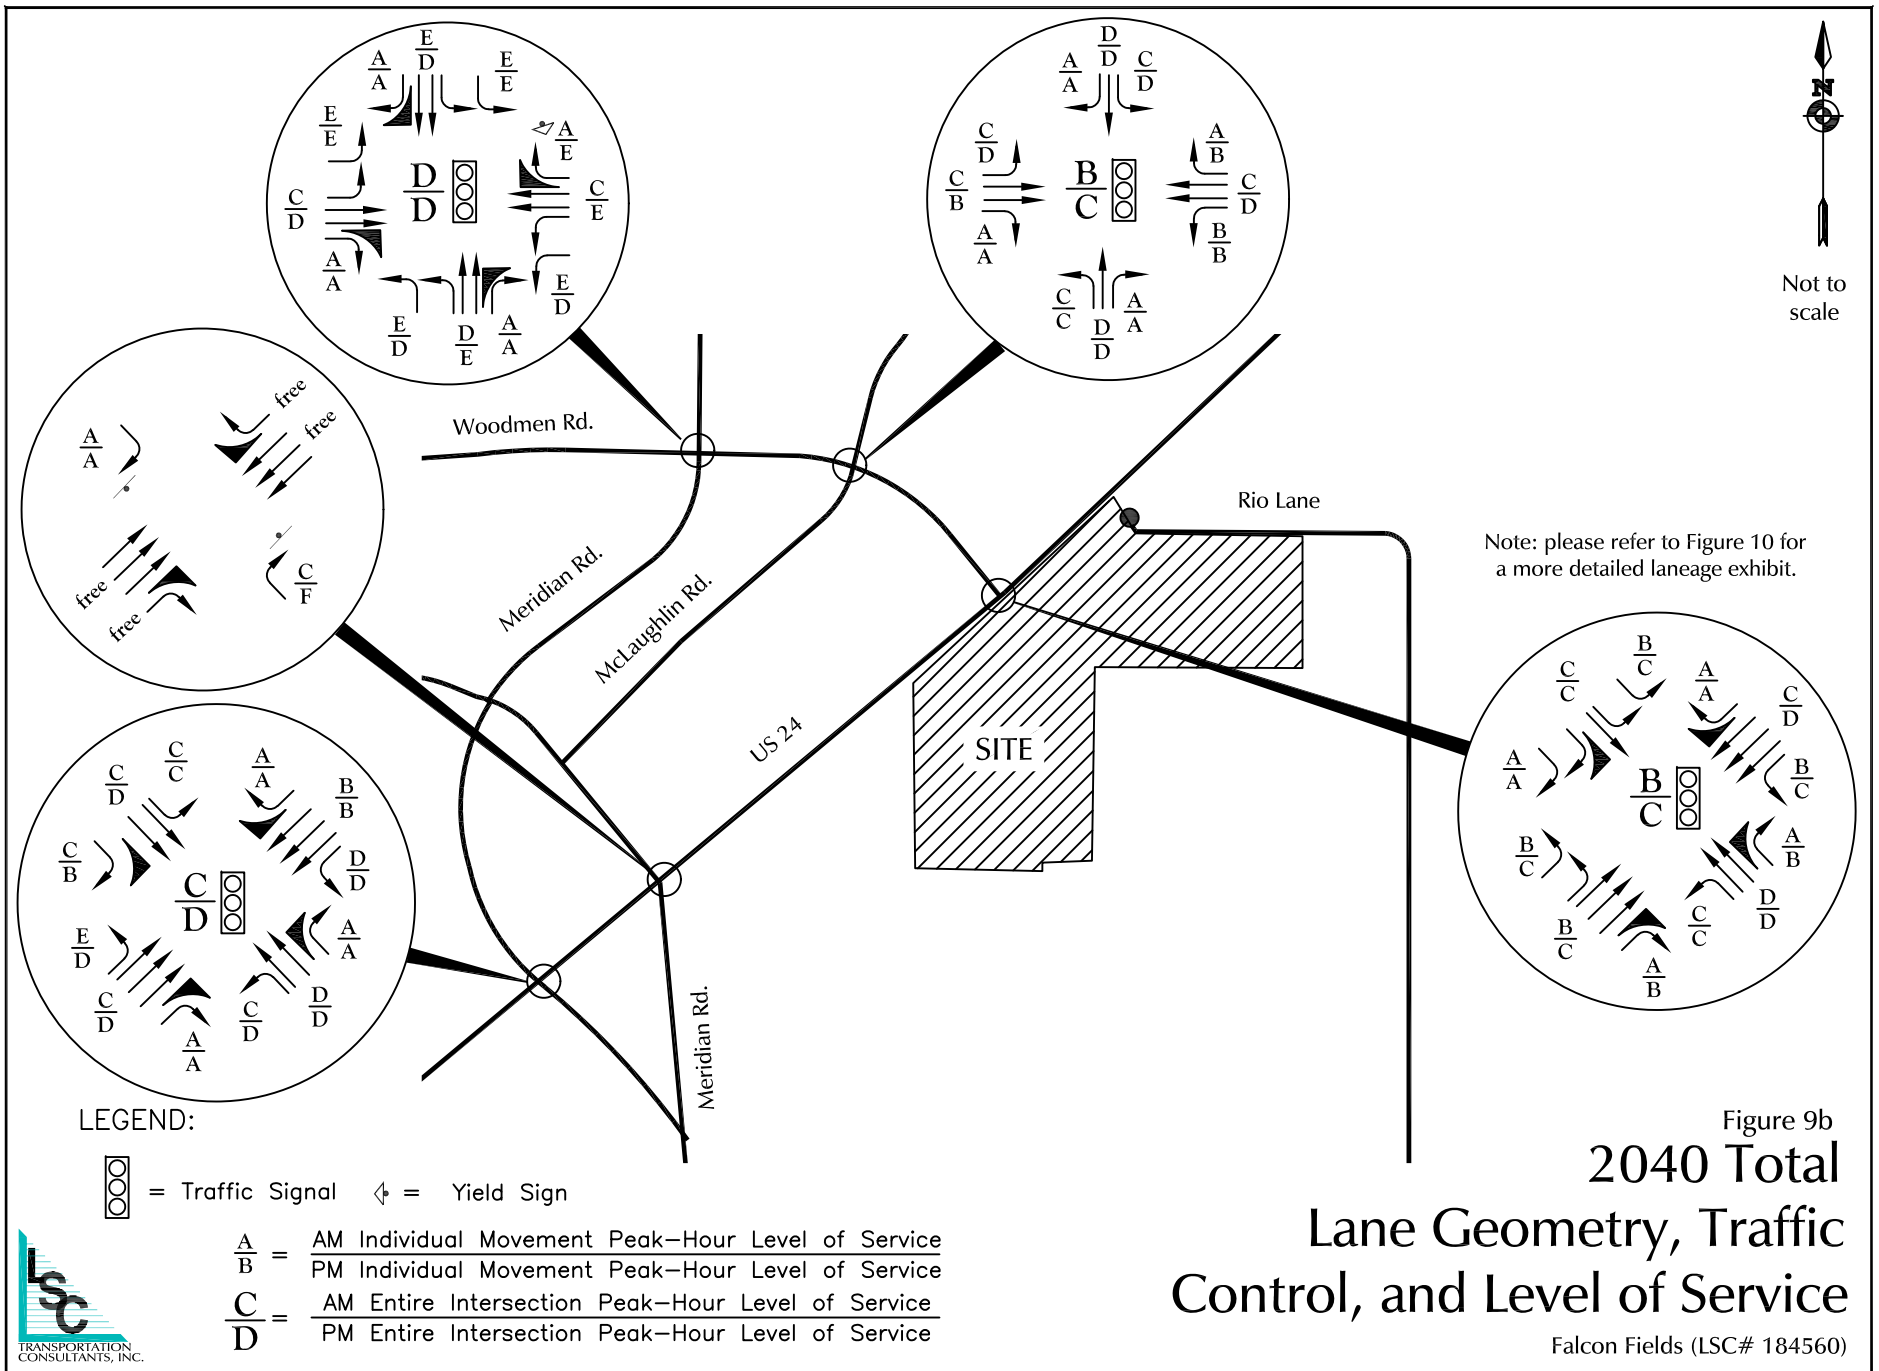 E
D
A
A
E
E
E
E
A
E
D
D
C
D
C
E
A
A
E
D
E
D
D
E
A
A
D
D
A
A
C
D
C
D
A
B
C
B
B
C
C
D
A
A
B
B
C
C
D
D
A
A
N
Not to
scale
free
free
A
A
C
F
free
free
Woodmen Rd.
Meridian Rd.
McLaughlin Rd.
US 24
SITE
Rio Lane
Meridian Rd.
Note: please refer to Figure 10 for
a more detailed laneage exhibit.
C
C
C
D
A
A
B
B
C
B
D
D
C
D
E
D
A
A
C
D
D
D
C
D
A
A
B
C
C
C
A
A
C
D
A
A
B
C
B
C
B
C
A
B
B
C
D
D
C
C
A
B
LEGEND:
= Traffic Signal = Yield Sign
A
B
=
AM Individual Movement Peak-Hour Level of Service
PM Individual Movement Peak-Hour Level of Service
C
D
=
AM Entire Intersection Peak-Hour Level of Service
PM Entire Intersection Peak-Hour Level of Service
LSC
TRANSPORTATION
CONSULTANTS, INC.
Figure 9b
2040 Total
Lane Geometry, Traffic
Control, and Level of Service
Falcon Fields (LSC# 184560)